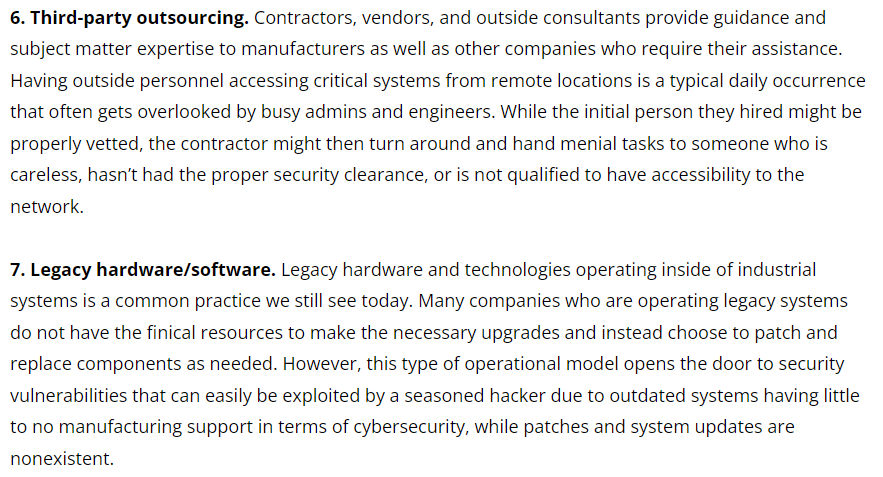 6. Third-party outsourcing. Contractors, vendors, and outside consultants provide guidance and
subject matter expertise to manufacturers as well as other companies who require their assistance.
Having outside personnel accessing critical systems from remote locations is a typical daily occurrence
that often gets overlooked by busy admins and engineers. While the initial person they hired might be
properly vetted, the contractor might then turn around and hand menial tasks to someone who is
careless, hasn’t had the proper security clearance, or is not qualified to have accessibility to the
network.
7. Legacy hardware/software. Legacy hardware and technologies operating inside of industrial
systems is a common practice we still see today. Many companies who are operating legacy systems
do not have the finical resources to make the necessary upgrades and instead choose to patch and
replace components as needed. However, this type of operational model opens the door to security
vulnerabilities that can easily be exploited by a seasoned hacker due to outdated systems having little
to no manufacturing support in terms of cybersecurity, while patches and system updates are
nonexistent.